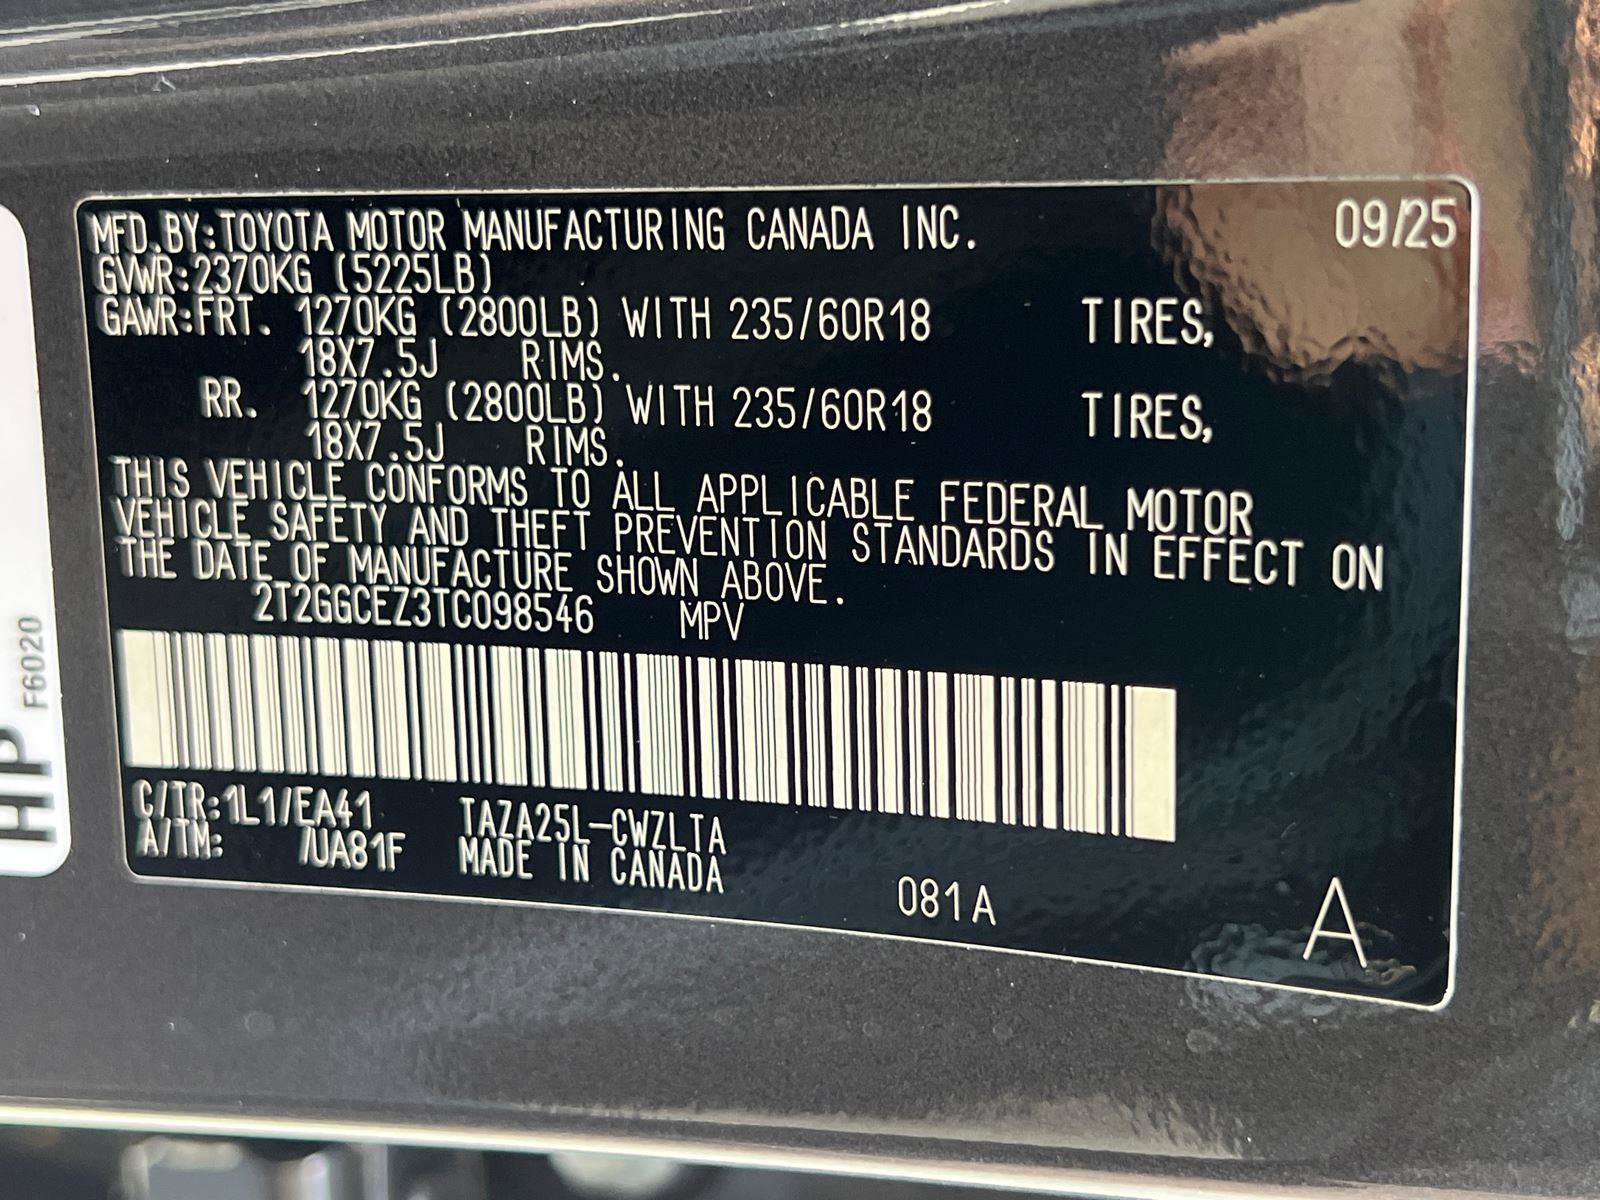 MFD.BY:TOYOTA MOTOR MANUFACTURING CANADA INC. 09/25
GVWR:2370KG (5225LB)
GAWR:FRT. 1270KG (2800LB) WITH 235/60R18 TIRES,
18X7.5J RIMS.
RR. 1270KG (2800LB) WITH 235/60R18 TIRES,
18X7.5J RIMS.
THIS VEHICLE CONFORMS TO ALL APPLICABLE FEDERAL MOTOR
VEHICLE SAFETY AND THEFT PREVENTION STANDARDS IN EFFECT ON
THE DATE OF MANUFACTURE SHOWN ABOVE.
2T2GGCEZ3TC098546 MPV
C/TR:1L1/EA41 TAZA25L-CWZLTA
A/TM: /UA81F MADE IN CANADA
081A A
F6020
HP